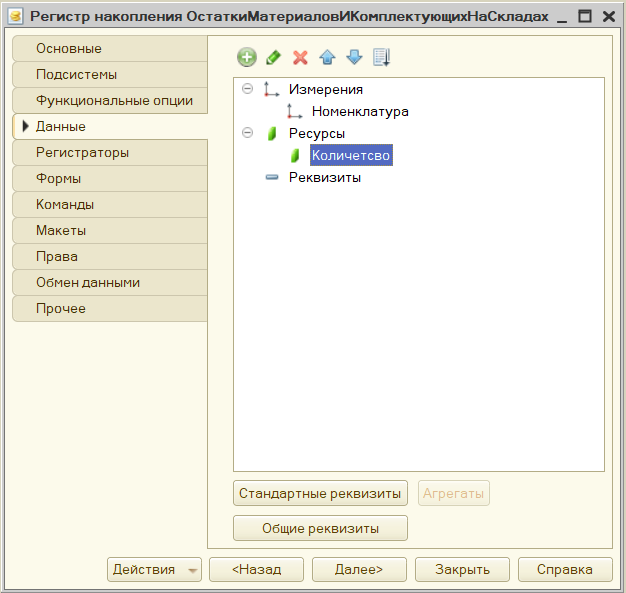 Регистр накопления ОстаткиМатериаловИКомплектующихНаСкладах
Основные
Подсистемы
Функциональные опции
Данные
Регистраторы
Формы
Команды
Макеты
Права
Обмен данными
Прочее
Измерения
Номенклатура
Ресурсы
Количетсво
Реквизиты
Стандартные реквизиты
Агрегаты
Общие реквизиты
Действия
<Назад
Далее>
Закрыть
Справка